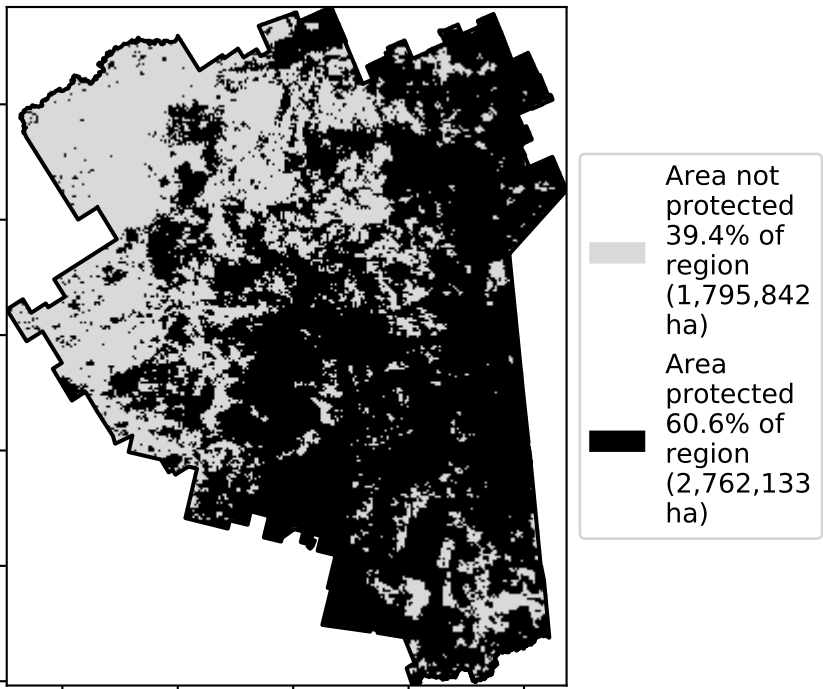 Area not
protected
39.4% of
region
(1,795,842
ha)
Area
protected
60.6% of
region
(2,762,133
ha)